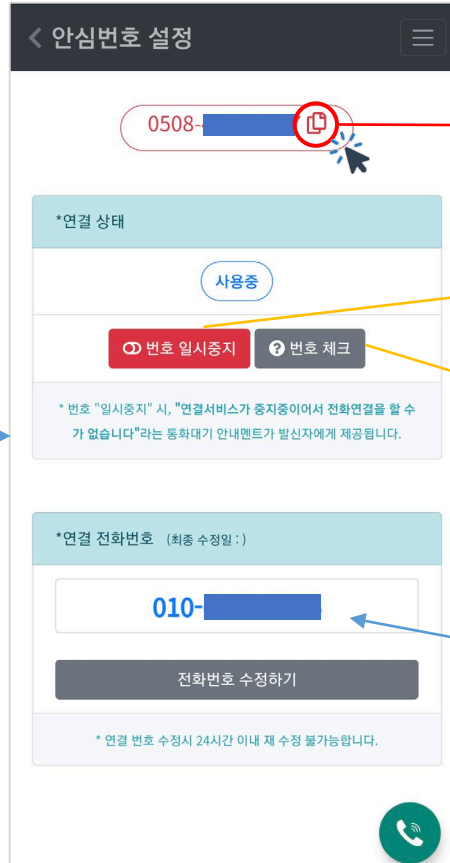 안심번호 설정
0508-
*연결 상태
사용중
번호 일시중지
번호 체크
* 번호 "일시중지" 시, "연결서비스가 중지중이어서 전화연결을 할 수
가 없습니다"라는 통화대기 안내멘트가 발신자에게 제공됩니다.
*연결 전화번호 (최종 수정일 : )
010-
전화번호 수정하기
* 연결 번호 수정시 24시간 이내 재 수정 불가능합니다.